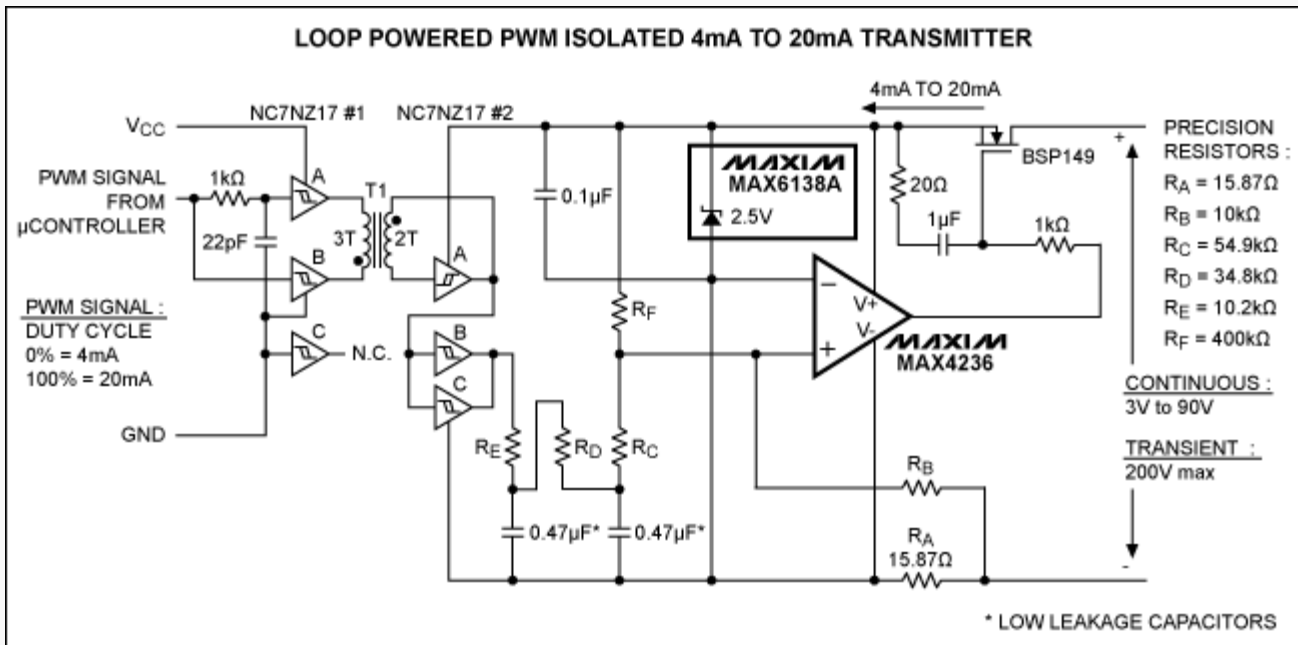 LOOP POWERED PWM ISOLATED 4mA TO 20mA TRANSMITTER
4mA TO 20mA
NC7NZ17 #1
NC7NZ17 #2
VCC
PWM SIGNAL
FROM
µCONTROLLER
1kΩ
A
22pF
B
C
N.C.
T1
3T
2T
A
B
C
PWM SIGNAL :
DUTY CYCLE
0% = 4mA
100% = 20mA
GND
0.1µF
MAXIM
MAX6138A
2.5V
RF
RE
RD
RC
0.47µF*
0.47µF*
20Ω
1µF
1kΩ
BSP149
−
+
V+
V-
MAXIM
MAX4236
RB
RA
15.87Ω
+
-
PRECISION
RESISTORS :
RA = 15.87Ω
RB = 10kΩ
RC = 54.9kΩ
RD = 34.8kΩ
RE = 10.2kΩ
RF = 400kΩ
CONTINUOUS :
3V to 90V
TRANSIENT :
200V max
* LOW LEAKAGE CAPACITORS